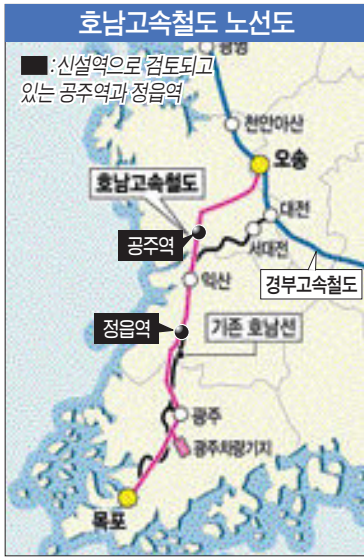 호남고속철도 노선도
■:신설역으로 검토되고
있는 공주역과 정읍역
광명
천안아산
오송
호남고속철도
대전
공주역
서대전
익산
경부고속철도
정읍역
기존 호남선
광주
광주차량기지
목포